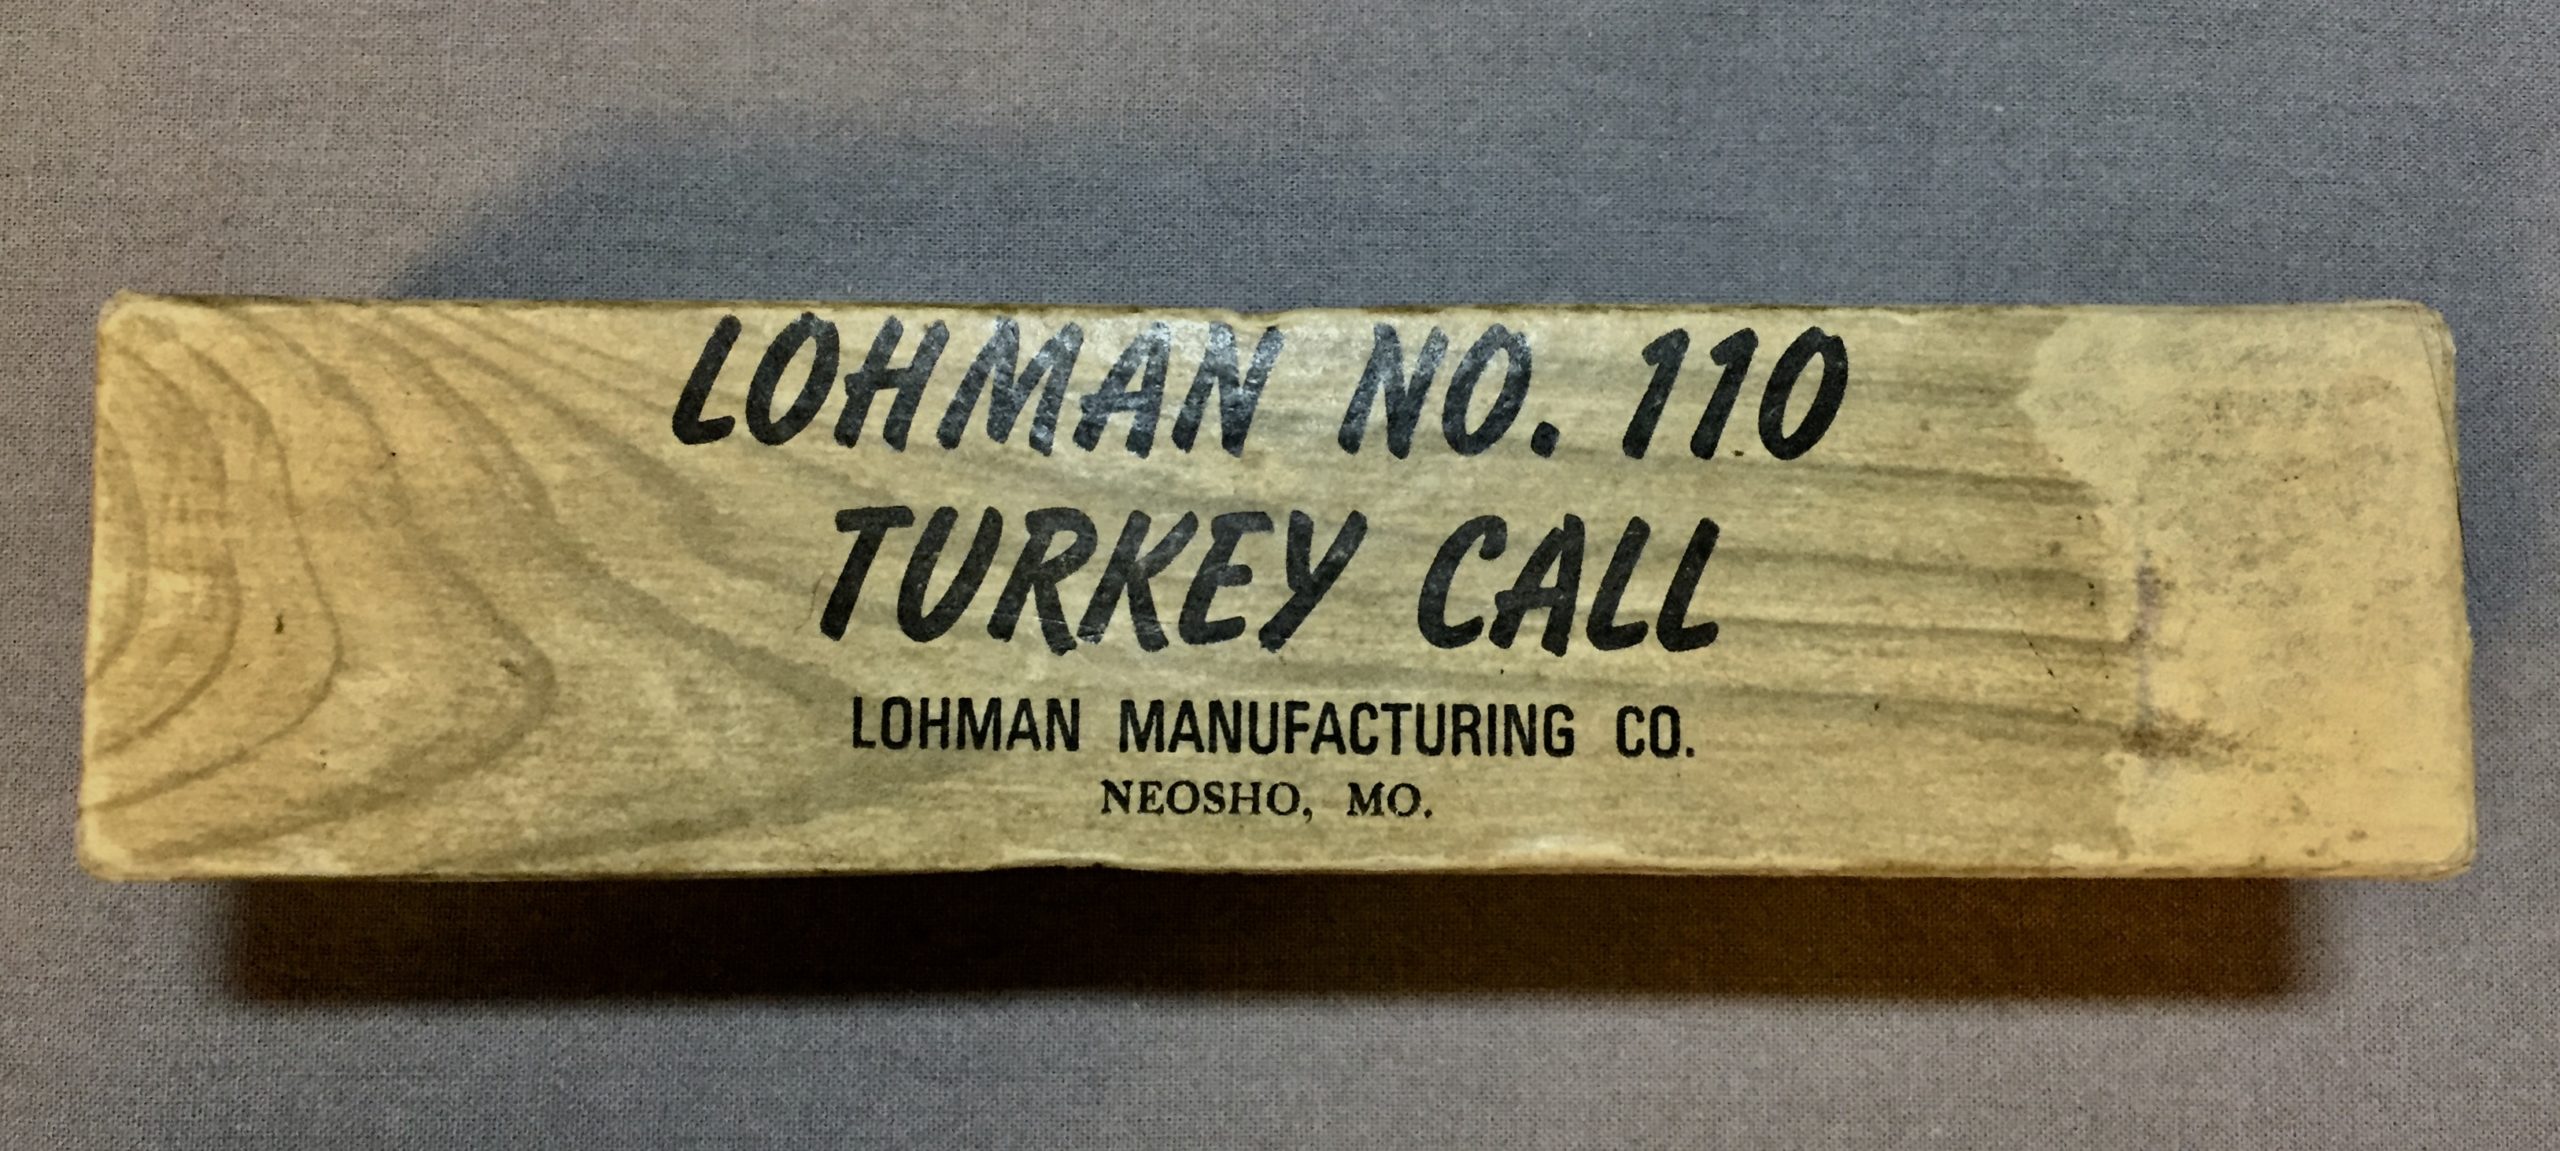 LOHMAN NO. 110
TURKEY CALL
LOHMAN MANUFACTURING CO.
NEOSHO, MO.